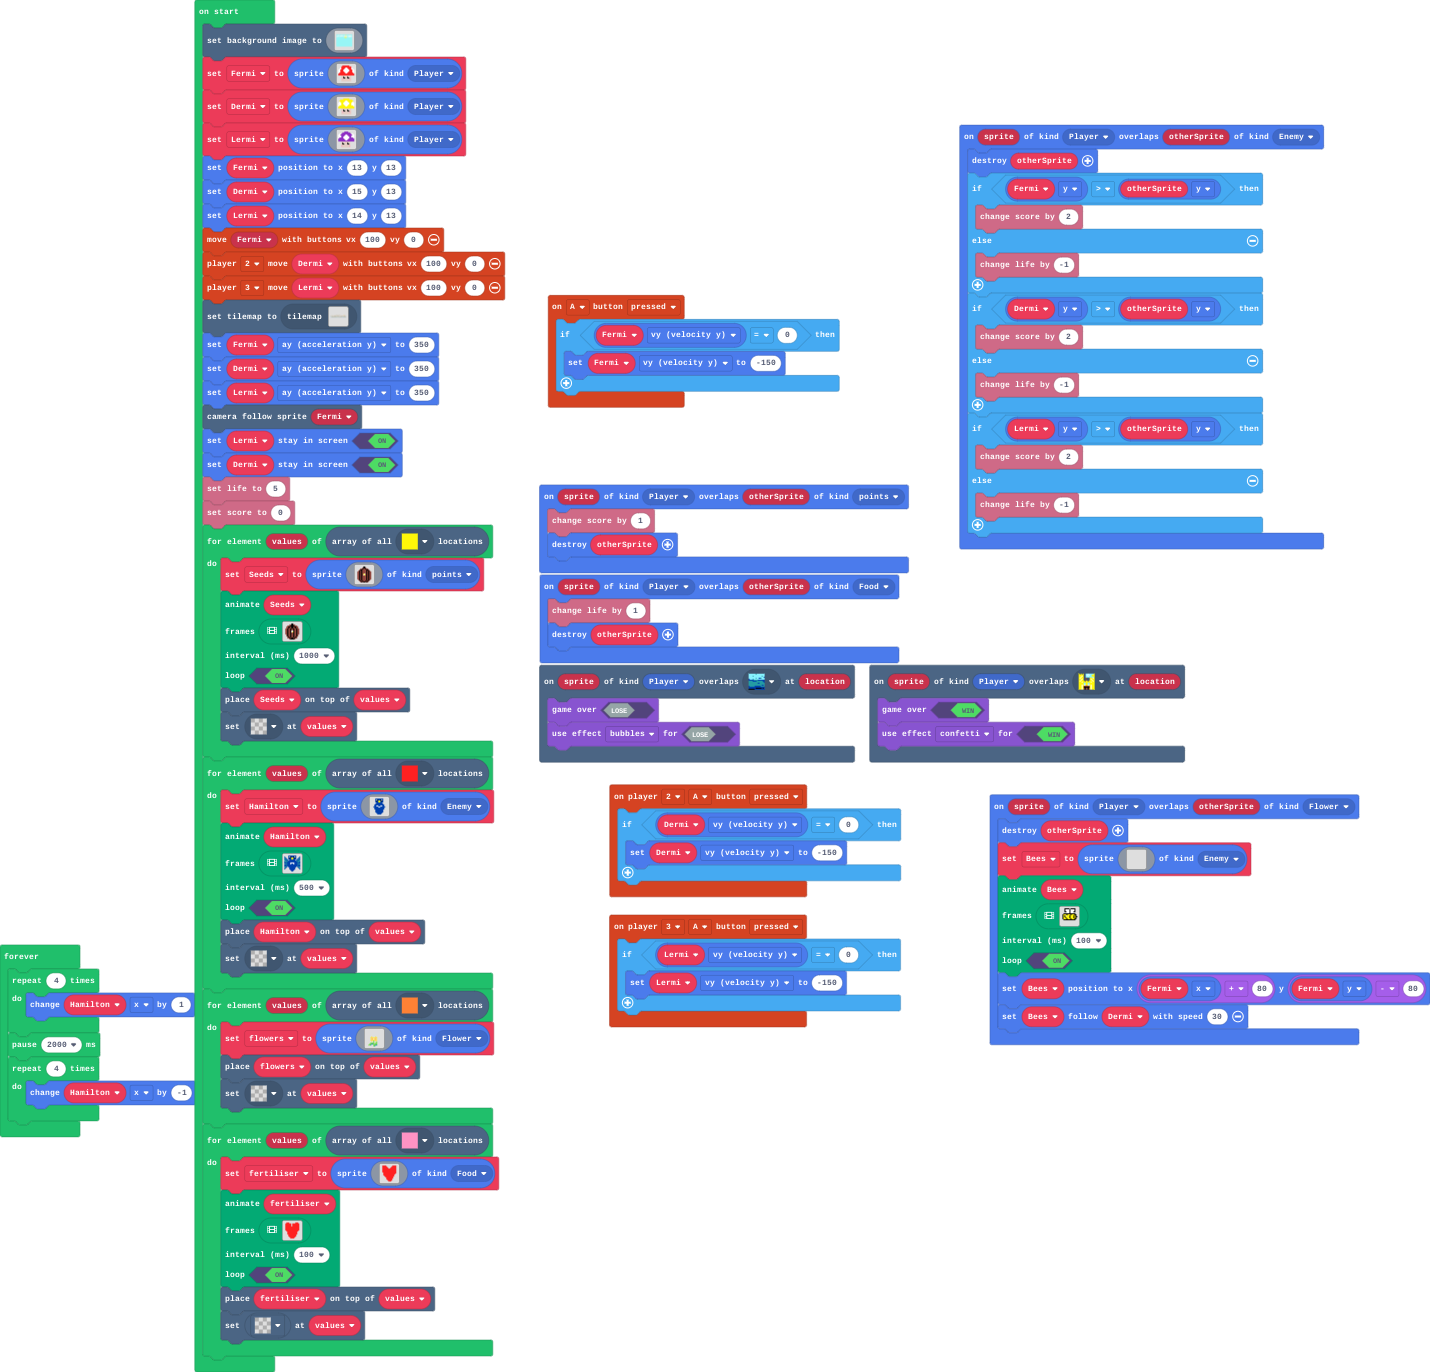 on start
set background image to
set Fermi to sprite of kind Player
set Dermi to sprite of kind Player
set Lermi to sprite of kind Player
set Fermi position to x 13 y 13
set Dermi position to x 15 y 13
set Lermi position to x 14 y 13
move Fermi with buttons vx 100 vy 0
player 2 move Dermi with buttons vx 100 vy 0
player 3 move Lermi with buttons vx 100 vy 0
set tilemap to tilemap
set Fermi ay (acceleration y) to 350
set Dermi ay (acceleration y) to 350
set Lermi ay (acceleration y) to 350
camera follow sprite Fermi
set Lermi stay in screen ON
set Dermi stay in screen ON
set life to 5
set score to 0
for element values of array of all locations
do
set Seeds to sprite of kind points
animate Seeds
frames
interval (ms) 1000
loop ON
place Seeds on top of values
set at values
for element values of array of all locations
do
set Hamilton to sprite of kind Enemy
animate Hamilton
frames
interval (ms) 500
loop ON
place Hamilton on top of values
set at values
for element values of array of all locations
do
set flowers to sprite of kind Flower
place flowers on top of values
set at values
for element values of array of all locations
do
set fertiliser to sprite of kind Food
animate fertiliser
frames
interval (ms) 100
loop ON
place fertiliser on top of values
set at values
forever
repeat 4 times
do
change Hamilton x by 1
pause 2000 ms
repeat 4 times
do
change Hamilton x by -1
on A button pressed
if Fermi vy (velocity y) = 0 then
set Fermi vy (velocity y) to -150
on sprite of kind Player overlaps otherSprite of kind points
change score by 1
destroy otherSprite
on sprite of kind Player overlaps otherSprite of kind Food
change life by 1
destroy otherSprite
on sprite of kind Player overlaps at location
game over LOSE
use effect bubbles for LOSE
on sprite of kind Player overlaps at location
game over WIN
use effect confetti for WIN
on player 2 A button pressed
if Dermi vy (velocity y) = 0 then
set Dermi vy (velocity y) to -150
on player 3 A button pressed
if Lermi vy (velocity y) = 0 then
set Lermi vy (velocity y) to -150
on sprite of kind Player overlaps otherSprite of kind Enemy
destroy otherSprite
if Fermi y > otherSprite y then
change score by 2
else
change life by -1
if Dermi y > otherSprite y then
change score by 2
else
change life by -1
if Lermi y > otherSprite y then
change score by 2
else
change life by -1
on sprite of kind Player overlaps otherSprite of kind Flower
destroy otherSprite
set Bees to sprite of kind Enemy
animate Bees
frames
interval (ms) 100
loop ON
set Bees position to x Fermi x + 80 y Fermi y - 80
set Bees follow Dermi with speed 30